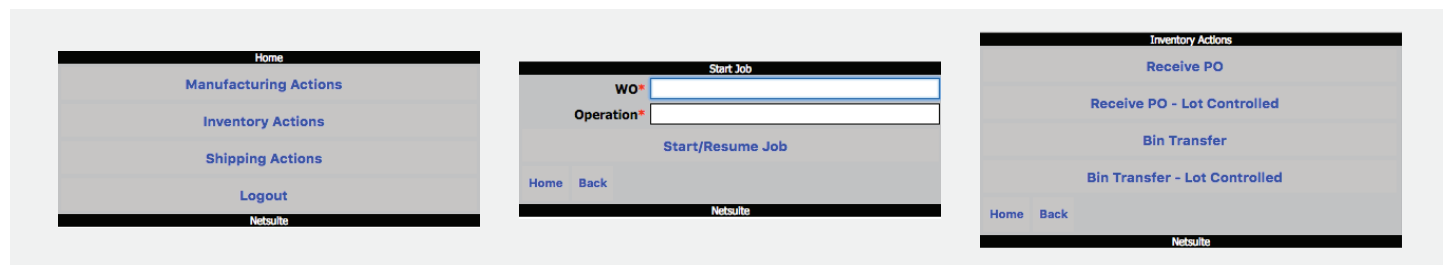 Home
Manufacturing Actions
Inventory Actions
Shipping Actions
Logout
Netsuite
Start Job
WO*
Operation*
Start/Resume Job
Home Back
Netsuite
Inventory Actions
Receive PO
Receive PO - Lot Controlled
Bin Transfer
Bin Transfer - Lot Controlled
Home Back
Netsuite